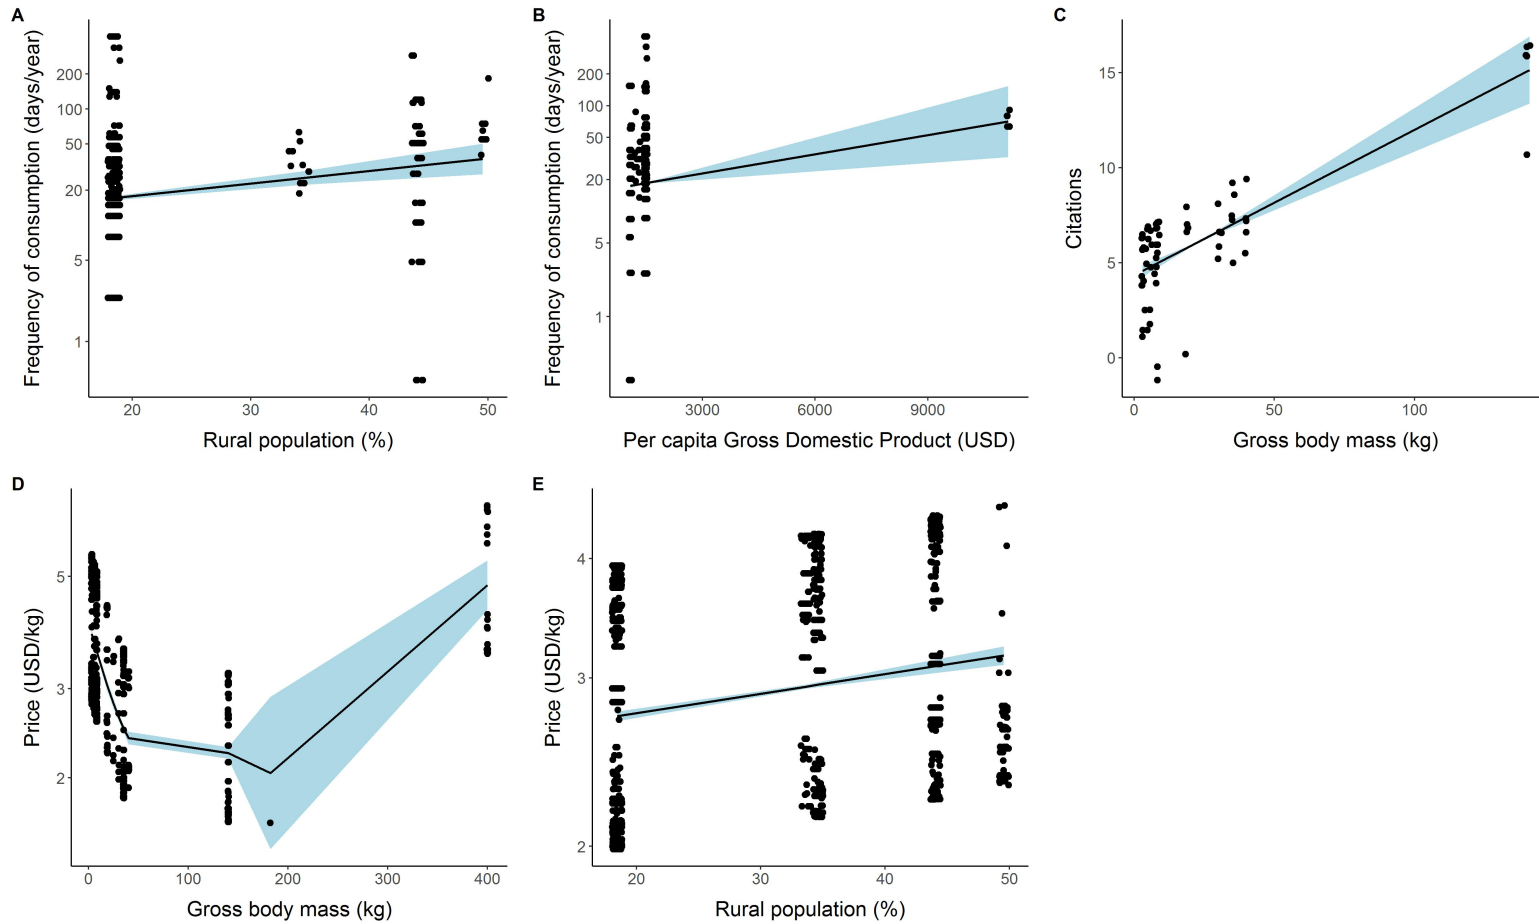 A
Frequency of consumption (days/year)
200
100
50
20
5
1
20 30 40 50
Rural population (%)
B
Frequency of consumption (days/year)
200
100
50
20
5
1
3000 6000 9000
Per capita Gross Domestic Product (USD)
C
Citations
15
10
5
0
0 50 100
Gross body mass (kg)
D
Price (USD/kg)
5
3
2
0 100 200 300 400
Gross body mass (kg)
E
Price (USD/kg)
4
3
2
20 30 40 50
Rural population (%)